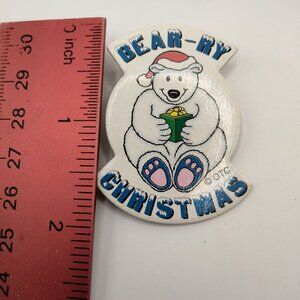 BEAR-RY
CHRISTMAS
©OTC
1 inch
2
30
29
28
27
26
25
24